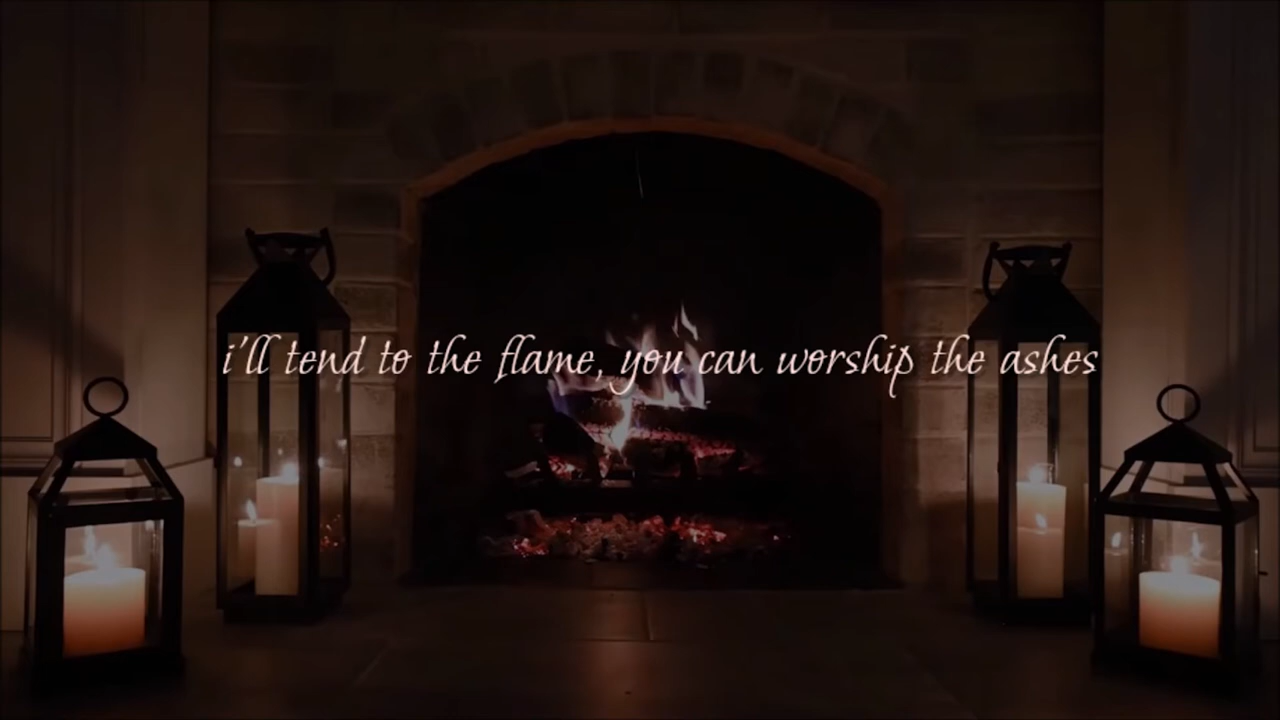 i'll tend to the flame, you can worship the ashes